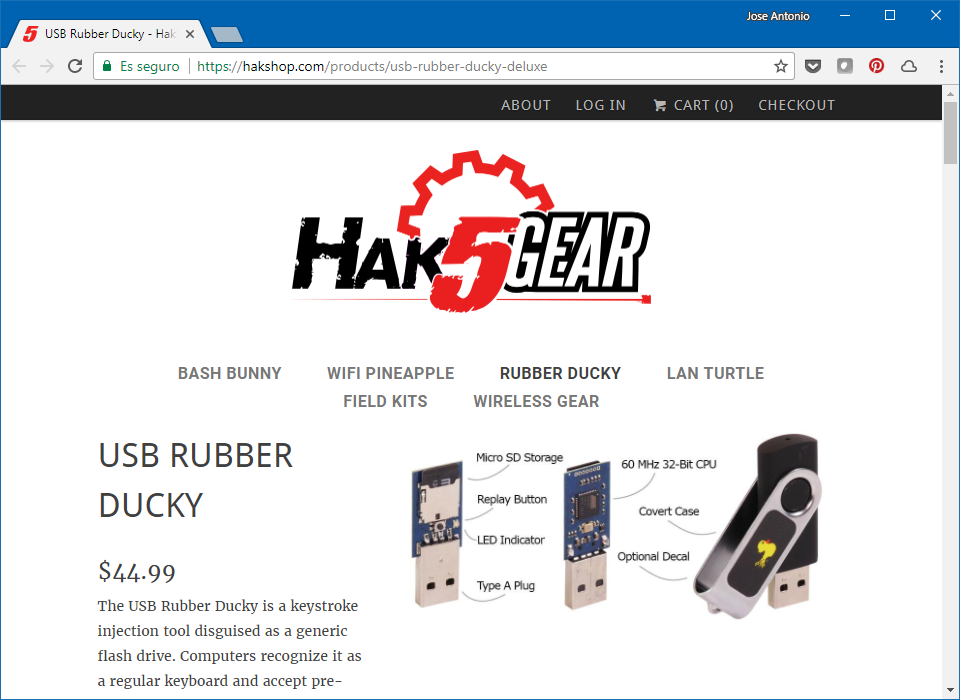 Jose Antonio
USB Rubber Ducky - Hak
Es seguro https://hakshop.com/products/usb-rubber-ducky-deluxe
ABOUT LOG IN CART (0) CHECKOUT
HAK5GEAR
BASH BUNNY WIFI PINEAPPLE RUBBER DUCKY LAN TURTLE
FIELD KITS WIRELESS GEAR
USB RUBBER
DUCKY
$44.99
The USB Rubber Ducky is a keystroke
injection tool disguised as a generic
flash drive. Computers recognize it as
a regular keyboard and accept pre-
Micro SD Storage
Replay Button
LED Indicator
Type A Plug
60 MHz 32-Bit CPU
Covert Case
Optional Decal